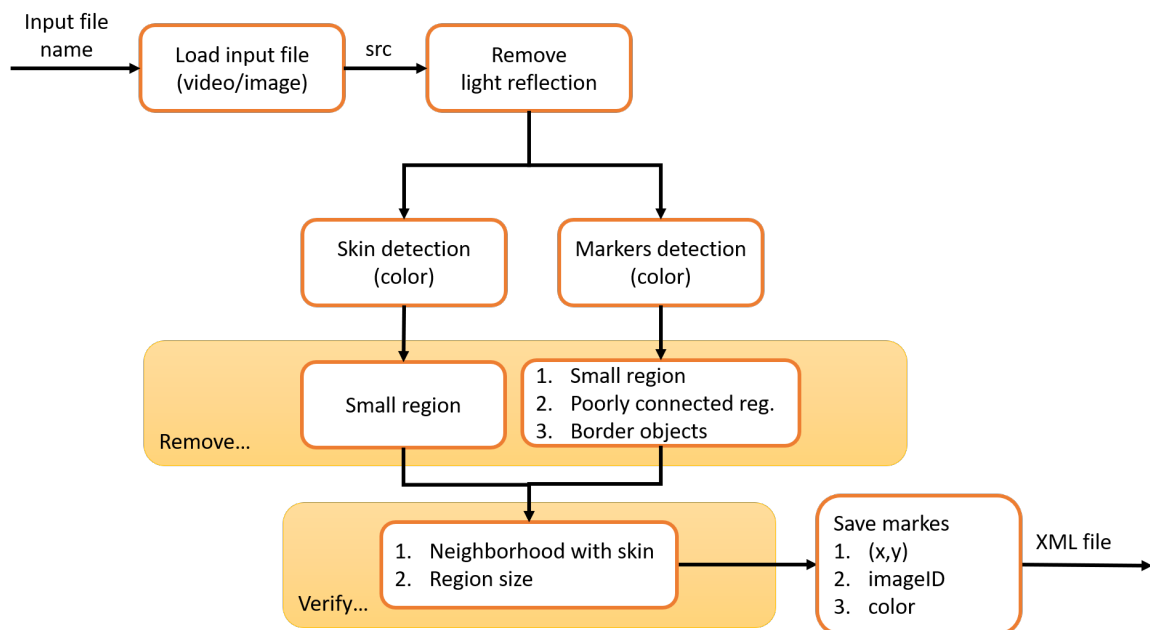 Input file
name
Load input file
(video/image)
src
Remove
light reflection
Skin detection
(color)
Markers detection
(color)
Small region
1. Small region
2. Poorly connected reg.
3. Border objects
Remove...
1. Neighborhood with skin
2. Region size
Verify...
Save markes
1. (x,y)
2. imageID
3. color
XML file